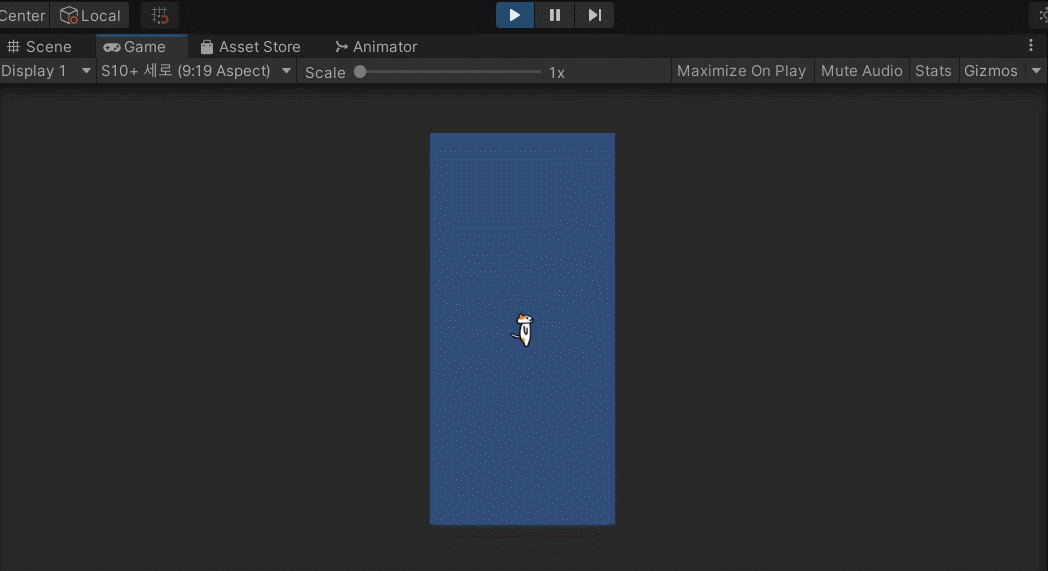 Center Local
Scene Game Asset Store Animator
Display 1 S10+ 세로 (9:19 Aspect) Scale 1x Maximize On Play Mute Audio Stats Gizmos